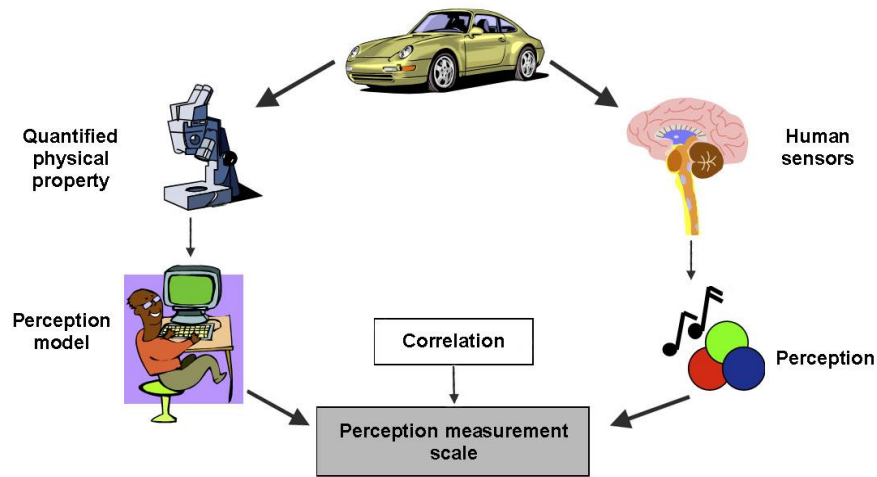 Quantified
physical
property
Human
sensors
Perception
model
Correlation
Perception
Perception measurement
scale